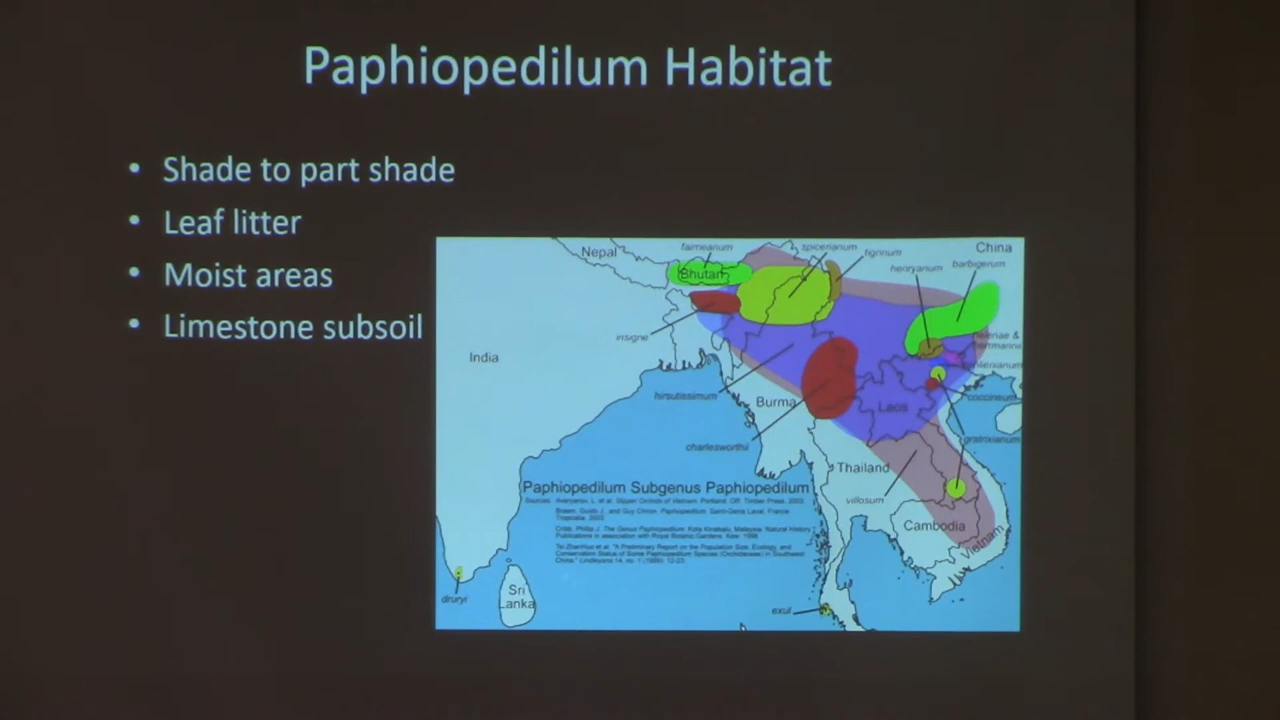 Paphiopedilum Habitat
• Shade to part shade
• Leaf litter
• Moist areas
• Limestone subsoil
Nepal
fairrieanum
spicerianum
tigrinum
China
Bhutan
henryanum
barbigerum
insigne
India
hirsutissimum
Burma
Laos
coccineum
charlesworthii
gratrixianum
Thailand
villosum
Paphiopedilum Subgenus Paphiopedilum
Cambodia
Vietnam
druryi
Sri
Lanka
exul